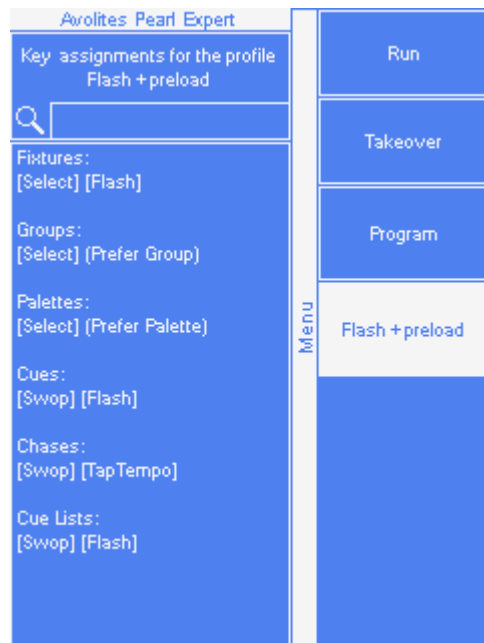 Avolites Pearl Expert
Key assignments for the profile
Flash + preload
Fixtures:
[Select] [Flash]
Groups:
[Select] (Prefer Group)
Palettes:
[Select] (Prefer Palette)
Cues:
[Swop] [Flash]
Chases:
[Swop] [TapTempo]
Cue Lists:
[Swop] [Flash]
Menu
Run
Takeover
Program
Flash + preload